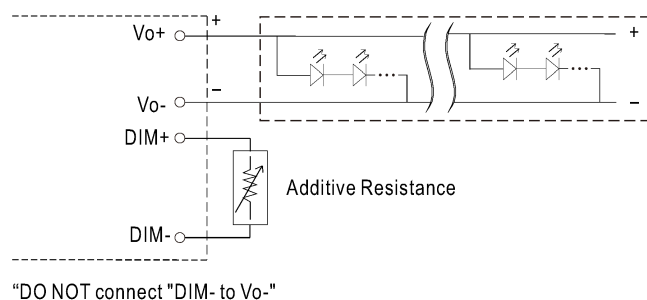 Vo+
+
+
Vo-
–
–
DIM+
Additive Resistance
DIM-
“DO NOT connect "DIM- to Vo-"